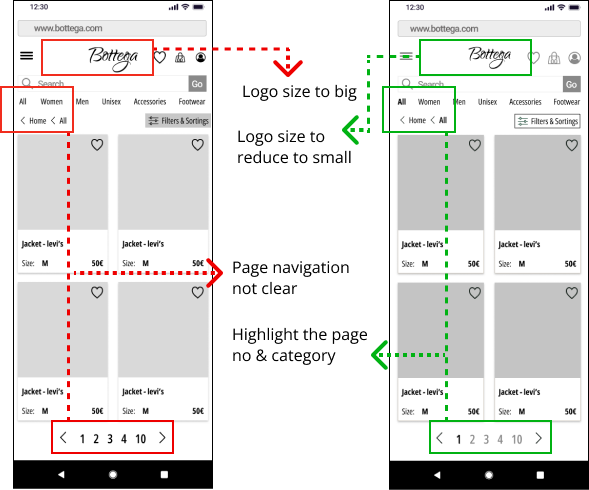 12:30
www.bottega.com
Bottega
Search
Go
All Women Men Unisex Accessories Footwear
Home All
Filters & Sortings
Jacket - levi's
Size: M 50€
Jacket - levi's
Size: M 50€
Jacket - levi's
Size: M 50€
Jacket - levi's
Size: M 50€
1 2 3 4 10
Logo size to big
Logo size to
reduce to small
Page navigation
not clear
Highlight the page
no & category
12:30
www.bottega.com
Bottega
Search
Go
All Women Men Unisex Accessories Footwear
Home All
Filters & Sortings
Jacket - levi's
Size: M 50€
Jacket - levi's
Size: M 50€
Jacket - levi's
Size: M 50€
Jacket - levi's
Size: M 50€
1 2 3 4 10